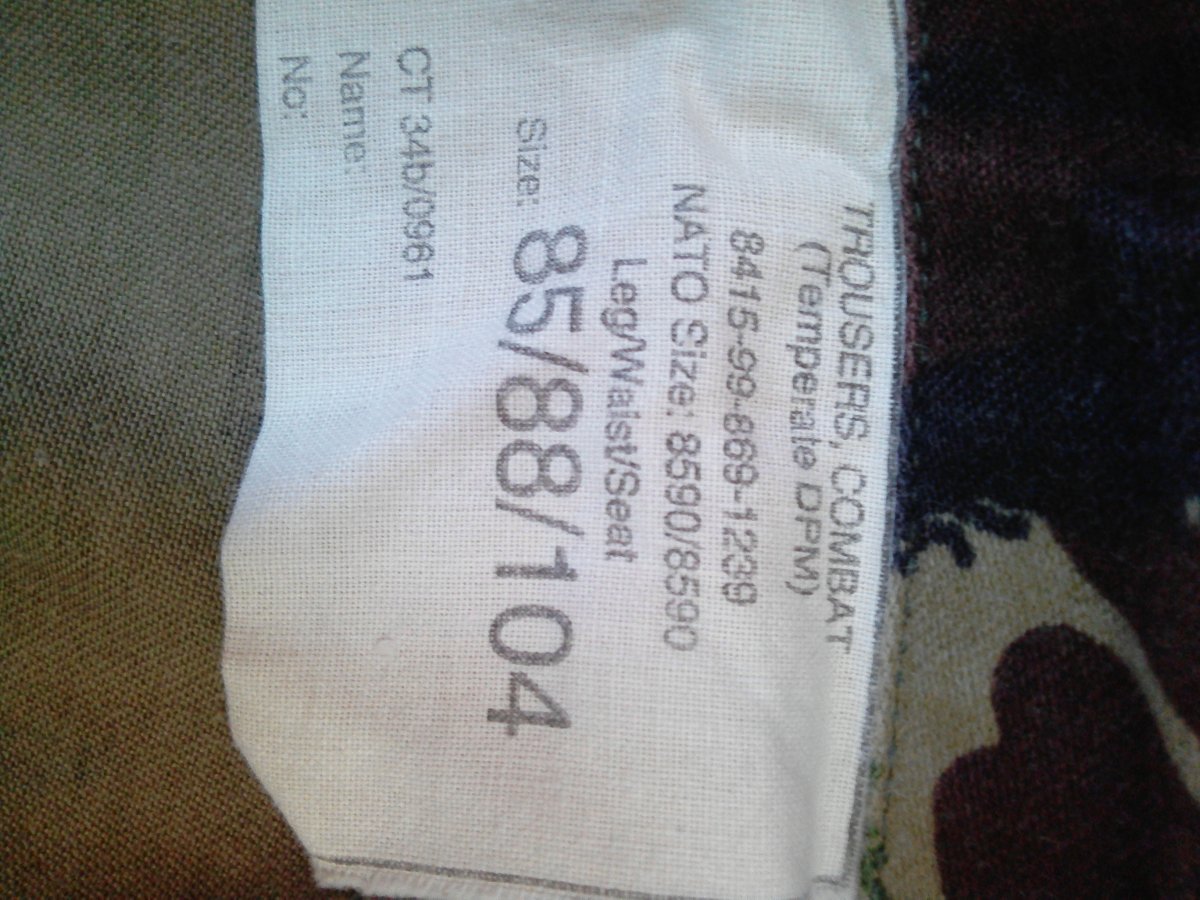 TROUSERS, COMBAT
(Temperate DPM)
8415-99-869-1239
NATO Size: 8590/8590
Leg/Waist/Seat
Size: 85/88/104
CT 34b/0961
Name:
No: